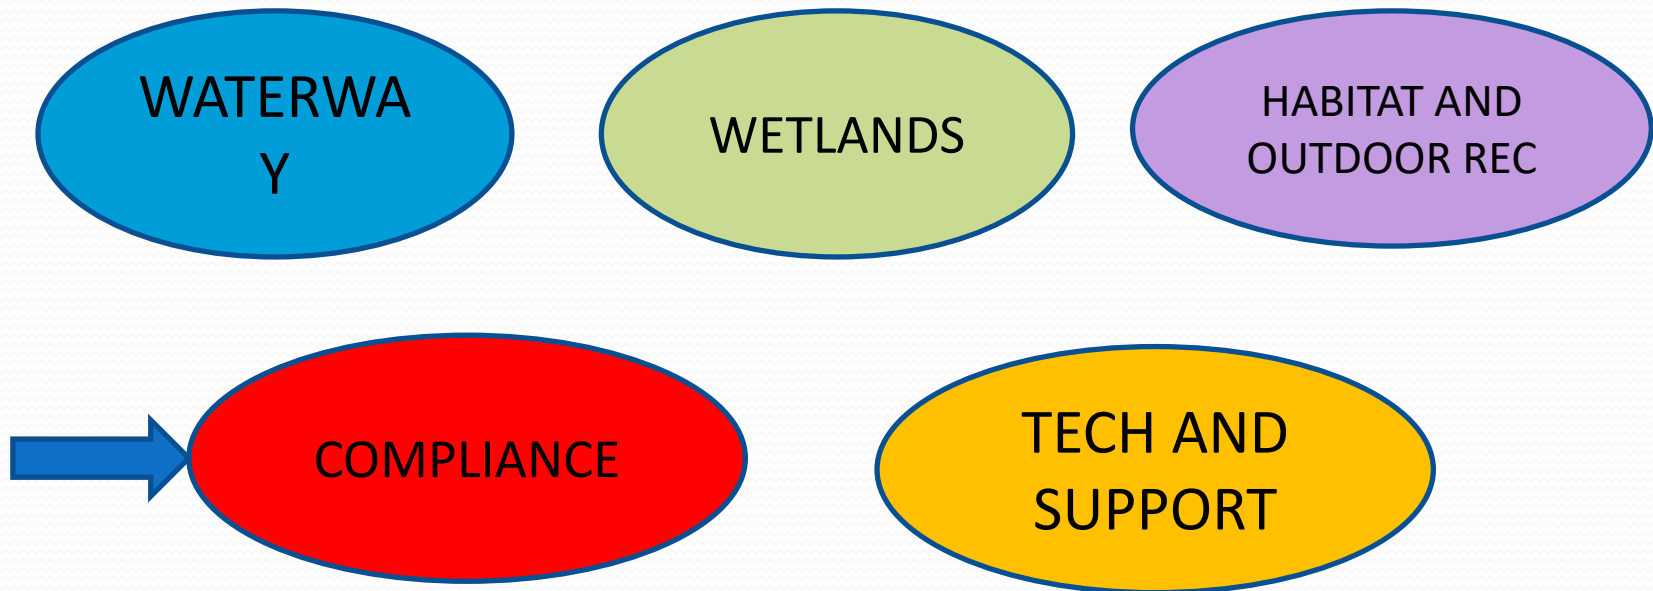 WATERWA
Y
WETLANDS
HABITAT AND
OUTDOOR REC
COMPLIANCE
TECH AND
SUPPORT